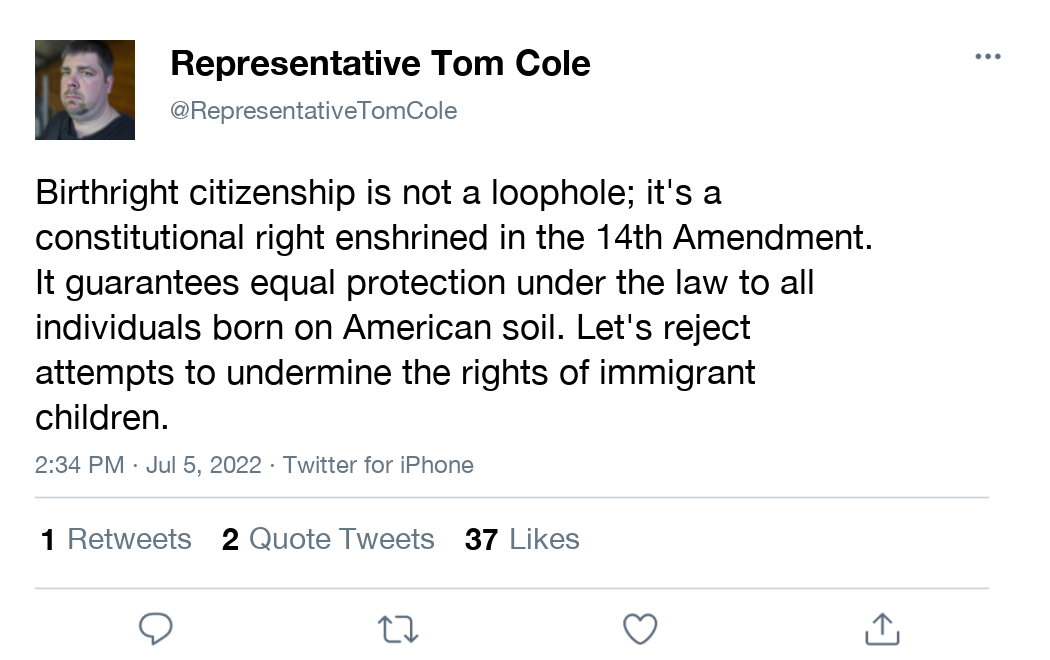 Representative Tom Cole
@RepresentativeTomCole
Birthright citizenship is not a loophole; it's a
constitutional right enshrined in the 14th Amendment.
It guarantees equal protection under the law to all
individuals born on American soil. Let's reject
attempts to undermine the rights of immigrant
children.
2:34 PM · Jul 5, 2022 · Twitter for iPhone
1 Retweets 2 Quote Tweets 37 Likes